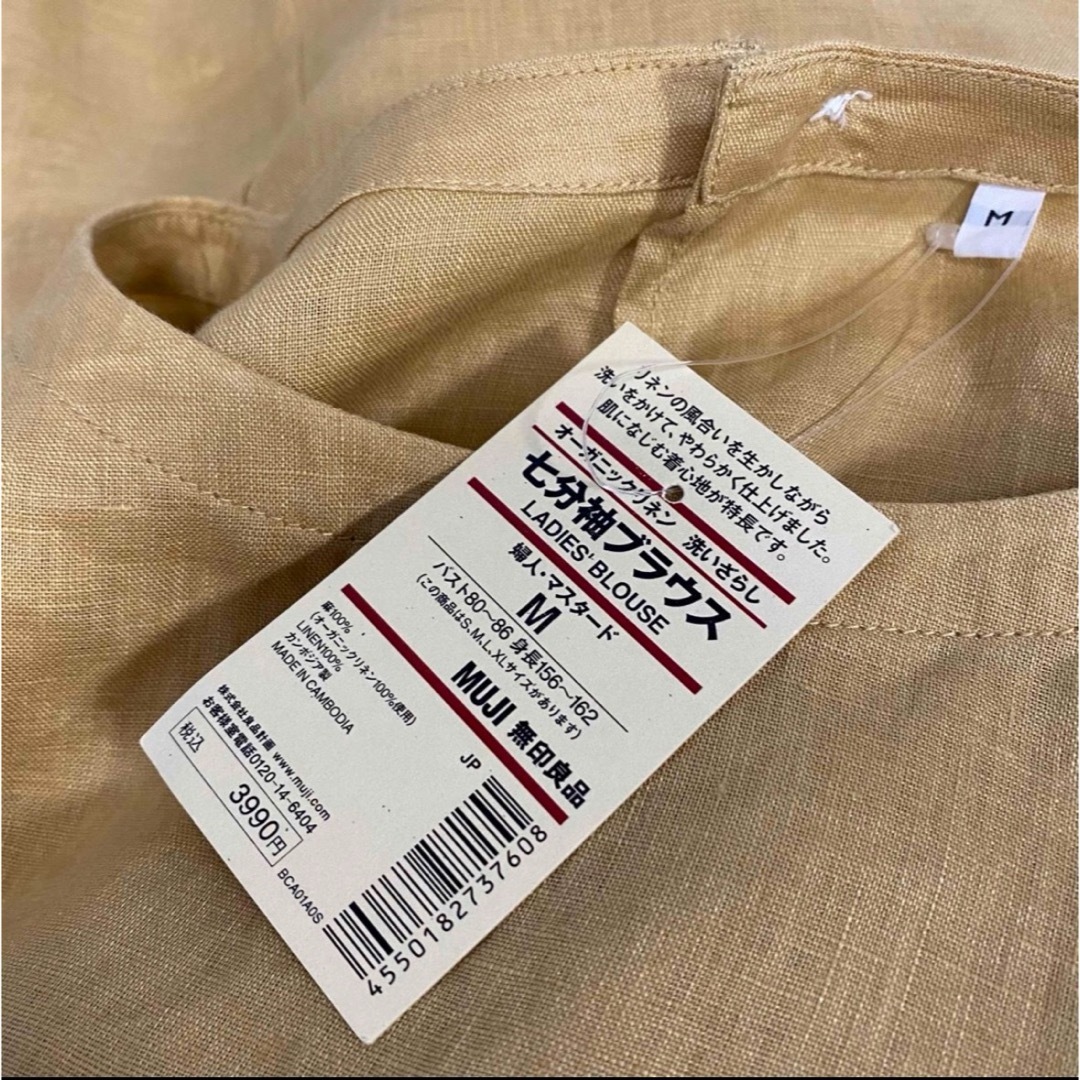 M
リネンの風合いを生かしながら
洗いをかけて、やわらかく仕上げました。
肌になじむ着心地が特長です。
オーガニックリネン 洗いざらし
七分袖ブラウス
LADIES' BLOUSE
婦人・マスタード
M
バスト80〜86 身長156〜162
(この商品はS、M、L、XLサイズがあります)
MUJI 無印良品
麻100%
(オーガニックリネン100%使用)
LINEN100%
カンボジア製
MADE IN CAMBODIA
株式会社良品計画 www.muji.com
お客様室電話0120-14-6404
税込 3990円
JP
BCA01A0S
4550182737608